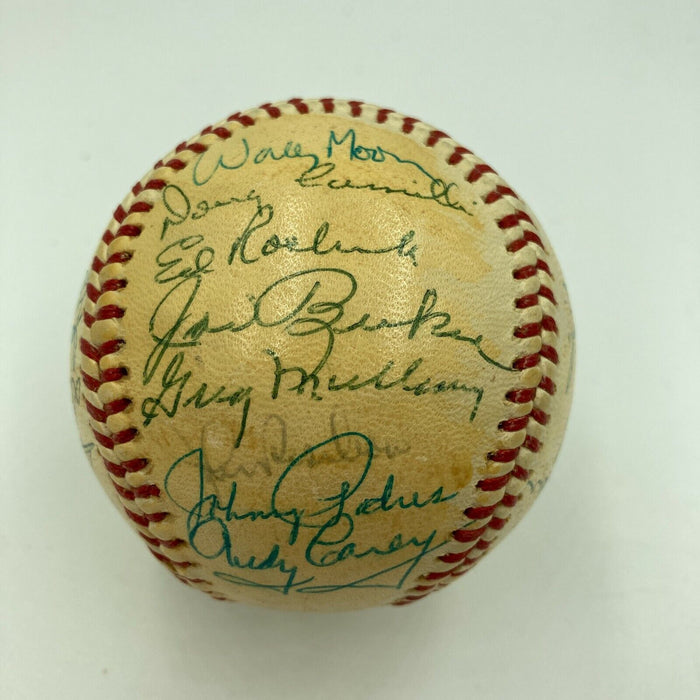 Wally Moon
Doug Camilli
Ed Roebuck
Joe Becker
Greg Mulleavy
Johnny Podres
Andy Carey